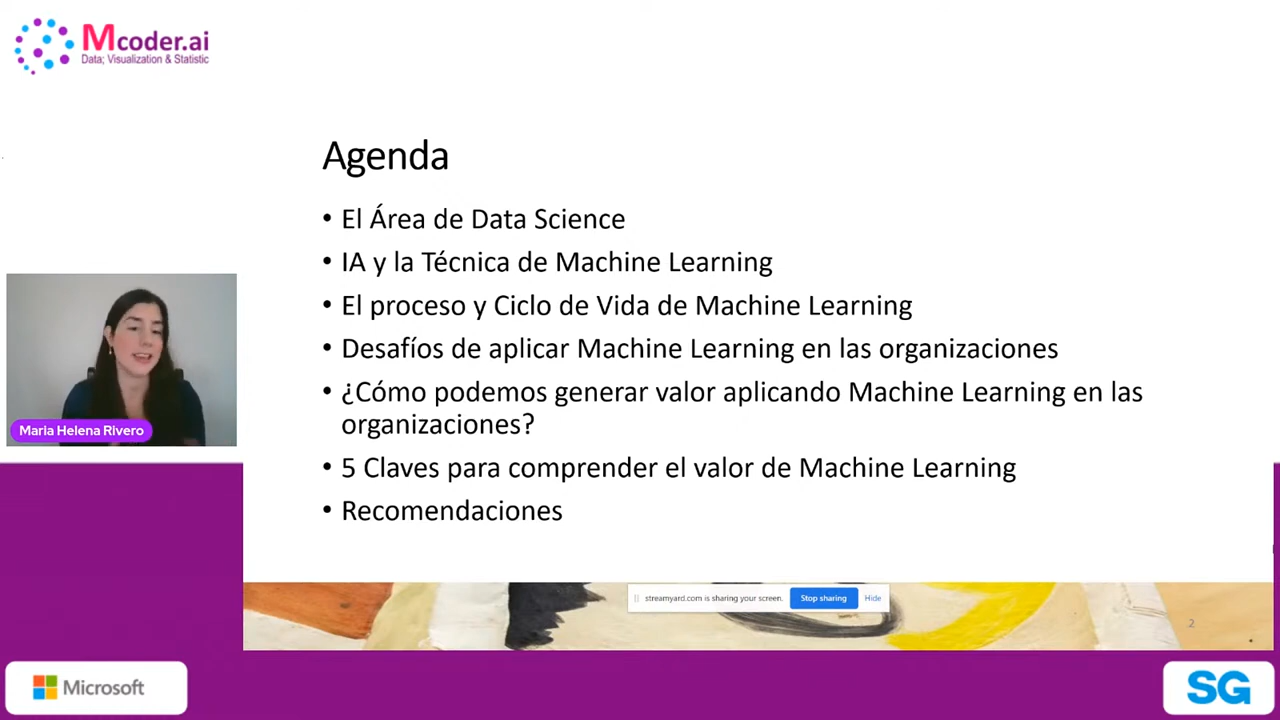 Mcoder.ai
Data; Visualization & Statistic
Agenda
• El Área de Data Science
• IA y la Técnica de Machine Learning
• El proceso y Ciclo de Vida de Machine Learning
• Desafíos de aplicar Machine Learning en las organizaciones
• ¿Cómo podemos generar valor aplicando Machine Learning en las
organizaciones?
• 5 Claves para comprender el valor de Machine Learning
• Recomendaciones
Maria Helena Rivero
streamyard.com is sharing your screen. Stop sharing Hide
2
Microsoft
SG